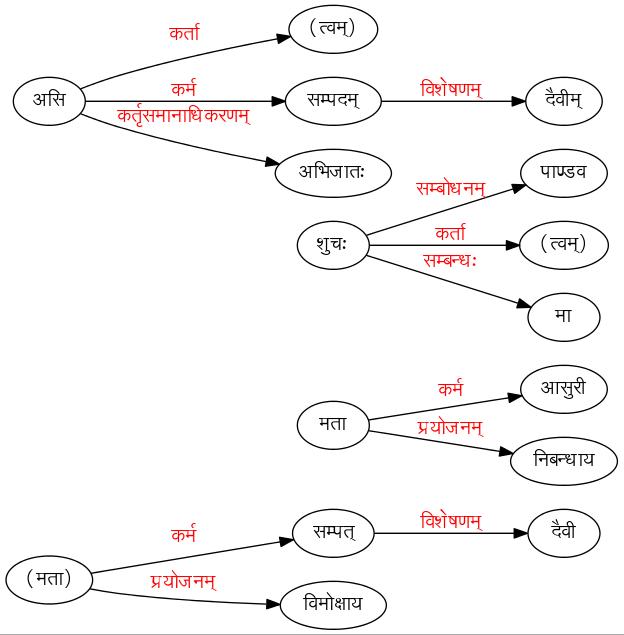 कर्ता
(त्वम्)
असि
कर्म
सम्पदम्
विशेषणम्
दैवीम्
कर्तृसमानाधिकरणम्
अभिजातः
सम्बोधनम्
पाण्डव
शुचः
कर्ता
(त्वम्)
सम्बन्धः
मा
मता
कर्म
आसुरी
प्रयोजनम्
निबन्धाय
(मता)
कर्म
सम्पत्
विशेषणम्
दैवी
प्रयोजनम्
विमोक्षाय